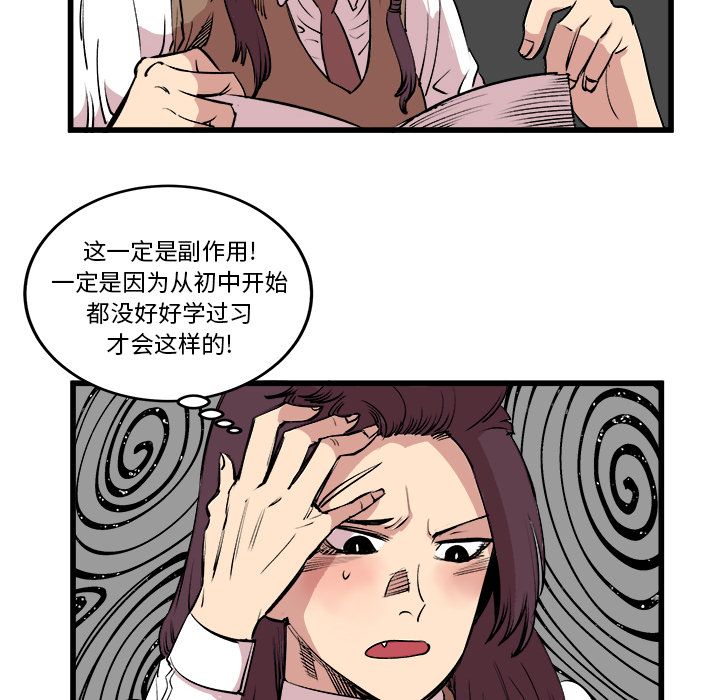 这一定是副作用!
一定是因为从初中开始
都没好好学过习
才会这样的!